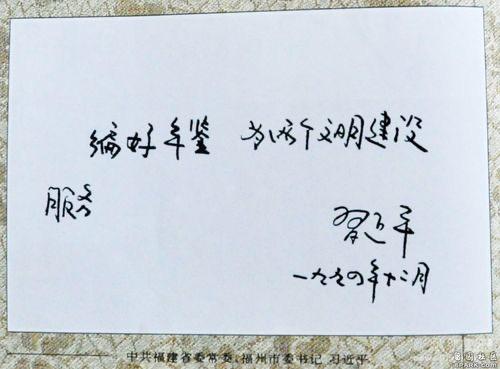 编好年鉴 为两个文明建设
服务
习近平
一九九四年十二月
中共福建省委常委、福州市委书记 习近平